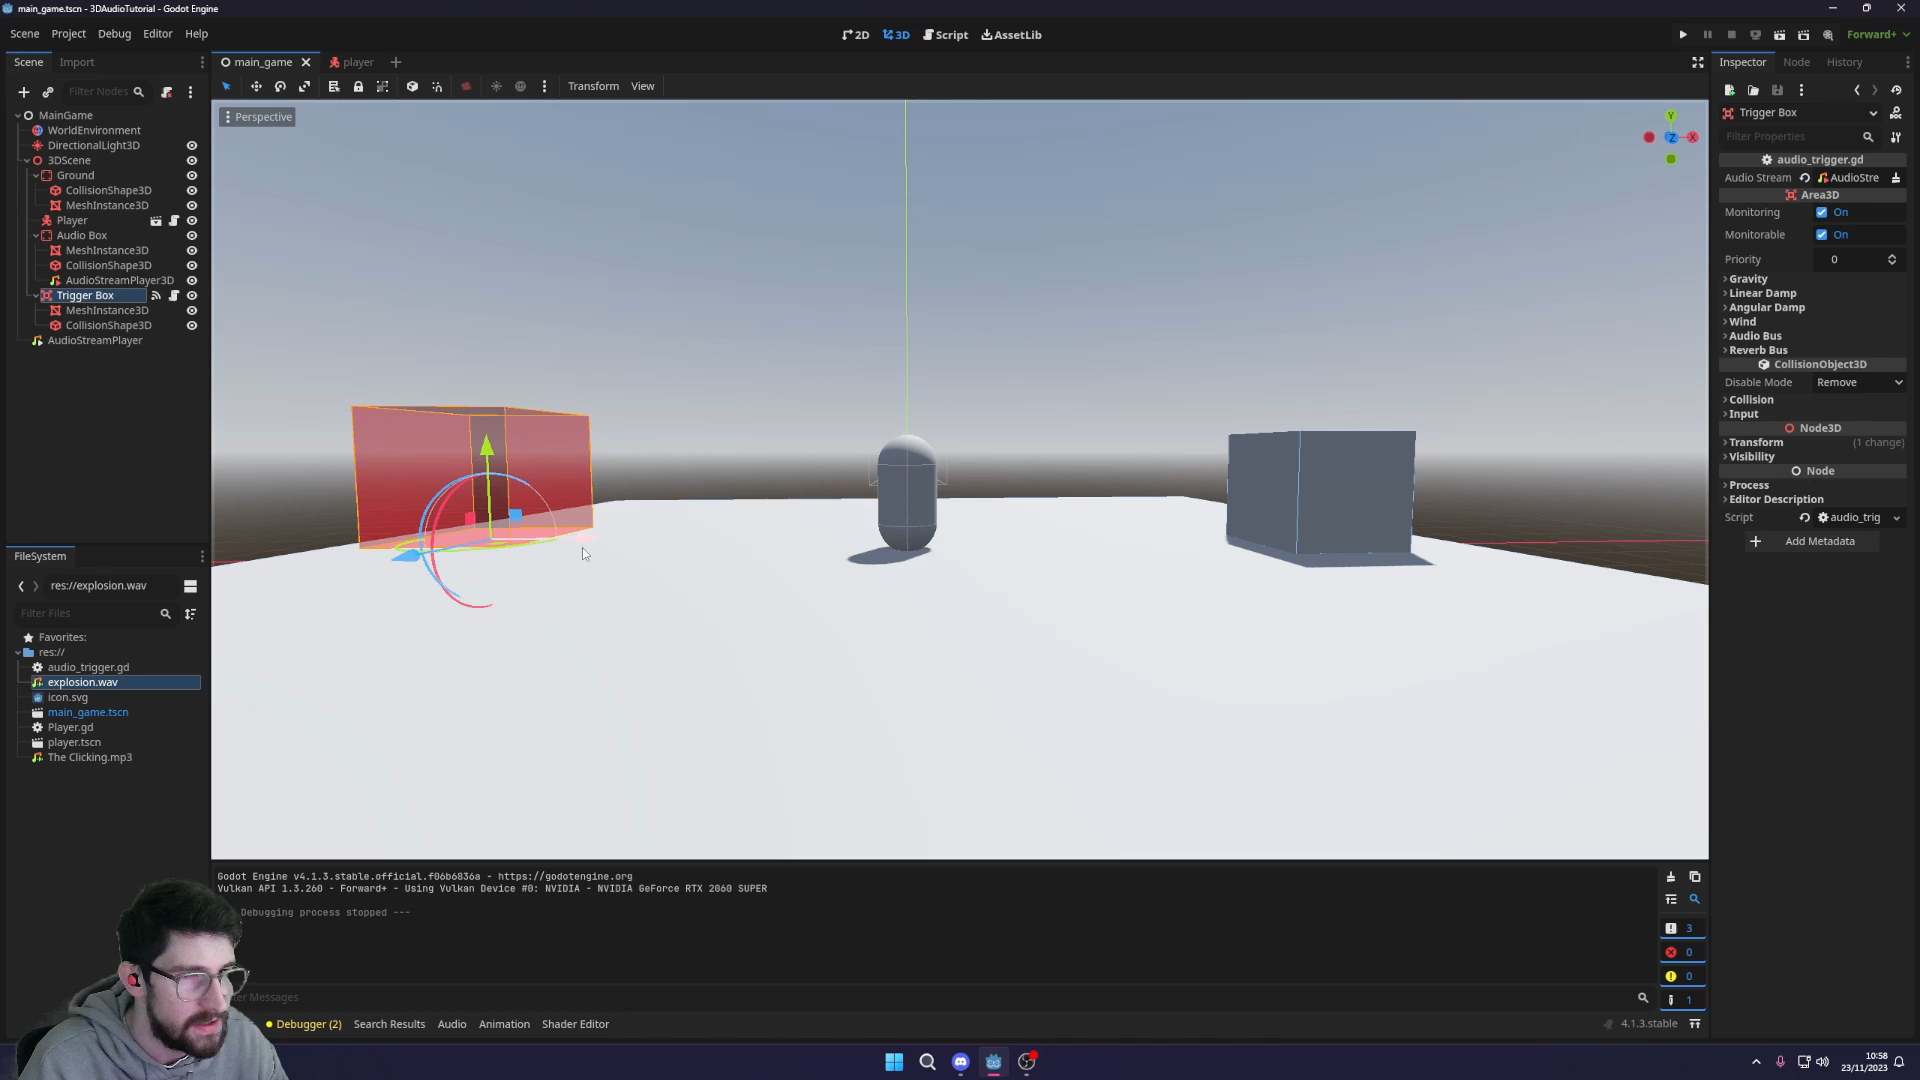 main_game.tscn - 3DAudioTutorial - Godot Engine
Scene Project Debug Editor Help
2D 3D Script AssetLib
Forward+
Scene Import
main_game player
Inspector Node History
Filter Nodes
Transform View
Perspective
Y
Z X
MainGame
WorldEnvironment
DirectionalLight3D
3DScene
Ground
CollisionShape3D
MeshInstance3D
Player
Audio Box
MeshInstance3D
CollisionShape3D
AudioStreamPlayer3D
Trigger Box
MeshInstance3D
CollisionShape3D
AudioStreamPlayer
FileSystem
res://explosion.wav
Filter Files
Favorites:
res://
audio_trigger.gd
explosion.wav
icon.svg
main_game.tscn
Player.gd
player.tscn
The Clicking.mp3
Trigger Box
Filter Properties
audio_trigger.gd
Audio Stream AudioStre
Area3D
Monitoring On
Monitorable On
Priority 0
Gravity
Linear Damp
Angular Damp
Wind
Audio Bus
Reverb Bus
CollisionObject3D
Disable Mode Remove
Collision
Input
Node3D
Transform (1 change)
Visibility
Node
Process
Editor Description
Script audio_trig
Add Metadata
Godot Engine v4.1.3.stable.official.f06b6836a - https://godotengine.org
Vulkan API 1.3.260 - Forward+ - Using Vulkan Device #0: NVIDIA - NVIDIA GeForce RTX 2060 SUPER
Debugging process stopped ---
3
0
0
1
Messages
Debugger (2) Search Results Audio Animation Shader Editor
4.1.3.stable
10:58
23/11/2023